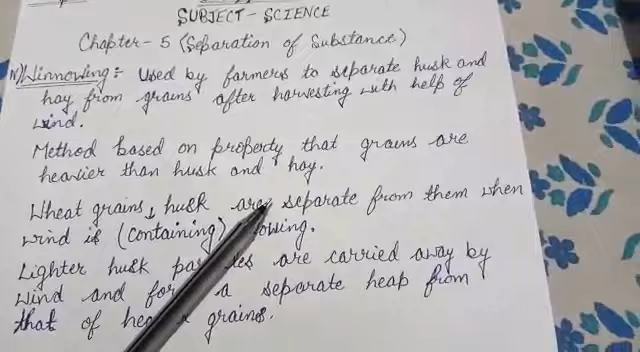 SUBJECT - SCIENCE
Chapter - 5 (Separation of Substance)
iv) Winnowing :- Used by farmers to separate husk and
hay from grains after harvesting with help of
wind.
Method based on property that grains are
heavier than husk and hay.
Wheat grains, husk are separate from them when
wind is (containing)
Lighter husk are carried away by
wind and a separate heap from
that of grains.